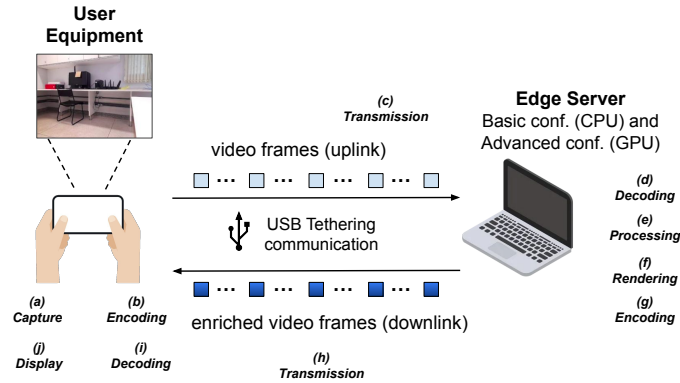 User
Equipment
(c)
Transmission
Edge Server
Basic conf. (CPU) and
Advanced conf. (GPU)
video frames (uplink)
USB Tethering
communication
(d)
Decoding
(e)
Processing
(f)
Rendering
(g)
Encoding
(a)
Capture
(b)
Encoding
enriched video frames (downlink)
(j)
Display
(i)
Decoding
(h)
Transmission